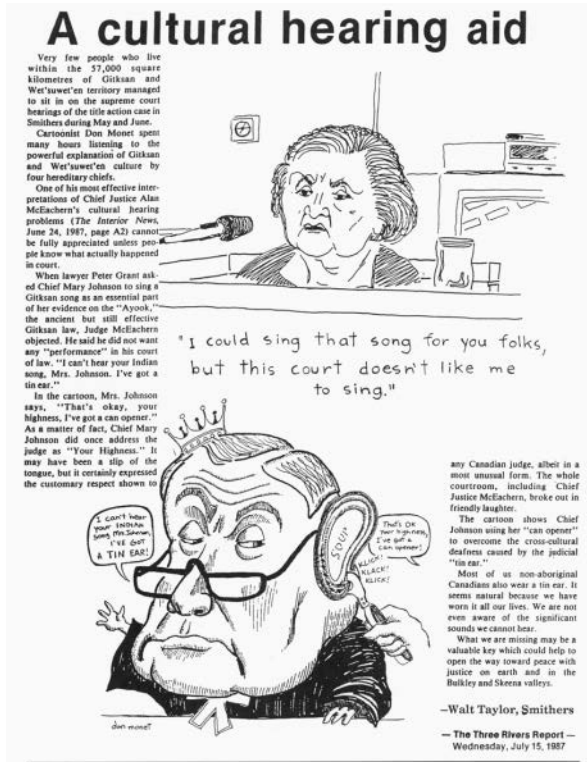 A cultural hearing aid
Very few people who live
within the 57,000 square
kilometres of Gitksan and
Wet'suwet'en territory managed
to sit in on the supreme court
hearings of the title action case in
Smithers during May and June.
Cartoonist Don Monet spent
many hours listening to the
powerful explanation of Gitksan
and Wet'suwet'en culture by
four hereditary chiefs.
One of his most effective inter-
pretations of Chief Justice Alan
McEachern's cultural hearing
problems (The Interior News,
June 24, 1987, page A2) cannot
be fully appreciated unless peo-
ple know what actually happened
in court.
When lawyer Peter Grant ask-
ed Chief Mary Johnson to sing a
Gitksan song as an essential part
of her evidence on the "Ayook,"
the ancient but still effective
Gitksan law, Judge McEachern
objected. He said he did not want
any "performance" in his court
of law. "I can't hear your Indian
song, Mrs. Johnson. I've got a
tin ear."
In the cartoon, Mrs. Johnson
says, "That's okay, your
highness, I've got a can opener."
As a matter of fact, Chief Mary
Johnson did once address the
judge as "Your Highness." It
may have been a slip of the
tongue, but it certainly expressed
the customary respect shown to
"I could sing that song for you folks,
but this court doesn't like me
to sing."
I can't hear
your INDIAN
song Mrs. Johnson,
I'VE GOT
A TIN EAR!
SOUP
That's OK
your highness,
I've got a
can opener!
KLICK!
KLACK!
KLICK!
don monet
any Canadian judge, albeit in a
most unusual form. The whole
courtroom, including Chief
Justice McEachern, broke out in
friendly laughter.
The cartoon shows Chief
Johnson using her "can opener"
to overcome the cross-cultural
deafness caused by the judicial
"tin ear."
Most of us non-aboriginal
Canadians also wear a tin ear. It
seems natural because we have
worn it all our lives. We are not
even aware of the significant
sounds we cannot hear.
What we are missing may be a
valuable key which could help to
open the way toward peace with
justice on earth and in the
Bulkley and Skeena valleys.
–Walt Taylor, Smithers
— The Three Rivers Report —
Wednesday, July 15, 1987